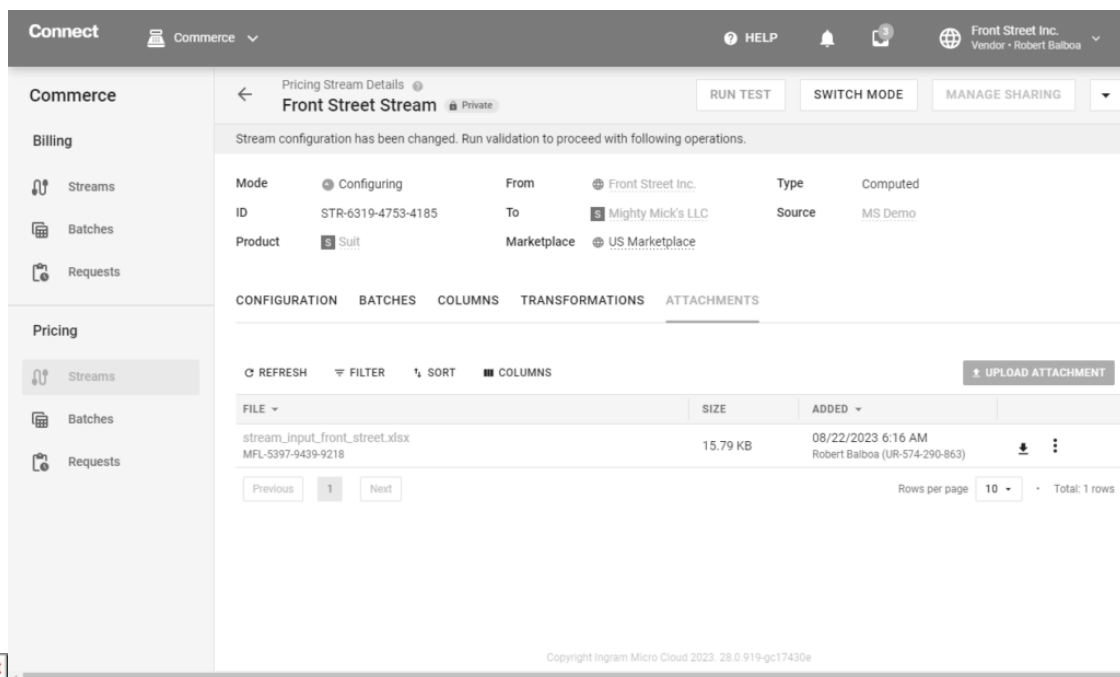 Connect
Commerce
HELP
3
Front Street Inc.
Vendor • Robert Balboa
Commerce
Billing
Streams
Batches
Requests
Pricing
Streams
Batches
Requests
Pricing Stream Details
Front Street Stream Private
RUN TEST
SWITCH MODE
MANAGE SHARING
Stream configuration has been changed. Run validation to proceed with following operations.
Mode Configuring From Front Street Inc. Type Computed
ID STR-6319-4753-4185 To S Mighty Mick's LLC Source MS Demo
Product S Suit Marketplace US Marketplace
CONFIGURATION BATCHES COLUMNS TRANSFORMATIONS ATTACHMENTS
REFRESH FILTER SORT COLUMNS UPLOAD ATTACHMENT
FILE SIZE ADDED
stream_input_front_street.xlsx 15.79 KB 08/22/2023 6:16 AM
MFL-5397-9439-9218 Robert Balboa (UR-574-290-863)
Previous 1 Next Rows per page 10 • Total: 1 rows
Copyright Ingram Micro Cloud 2023. 28.0.919-gc17430e